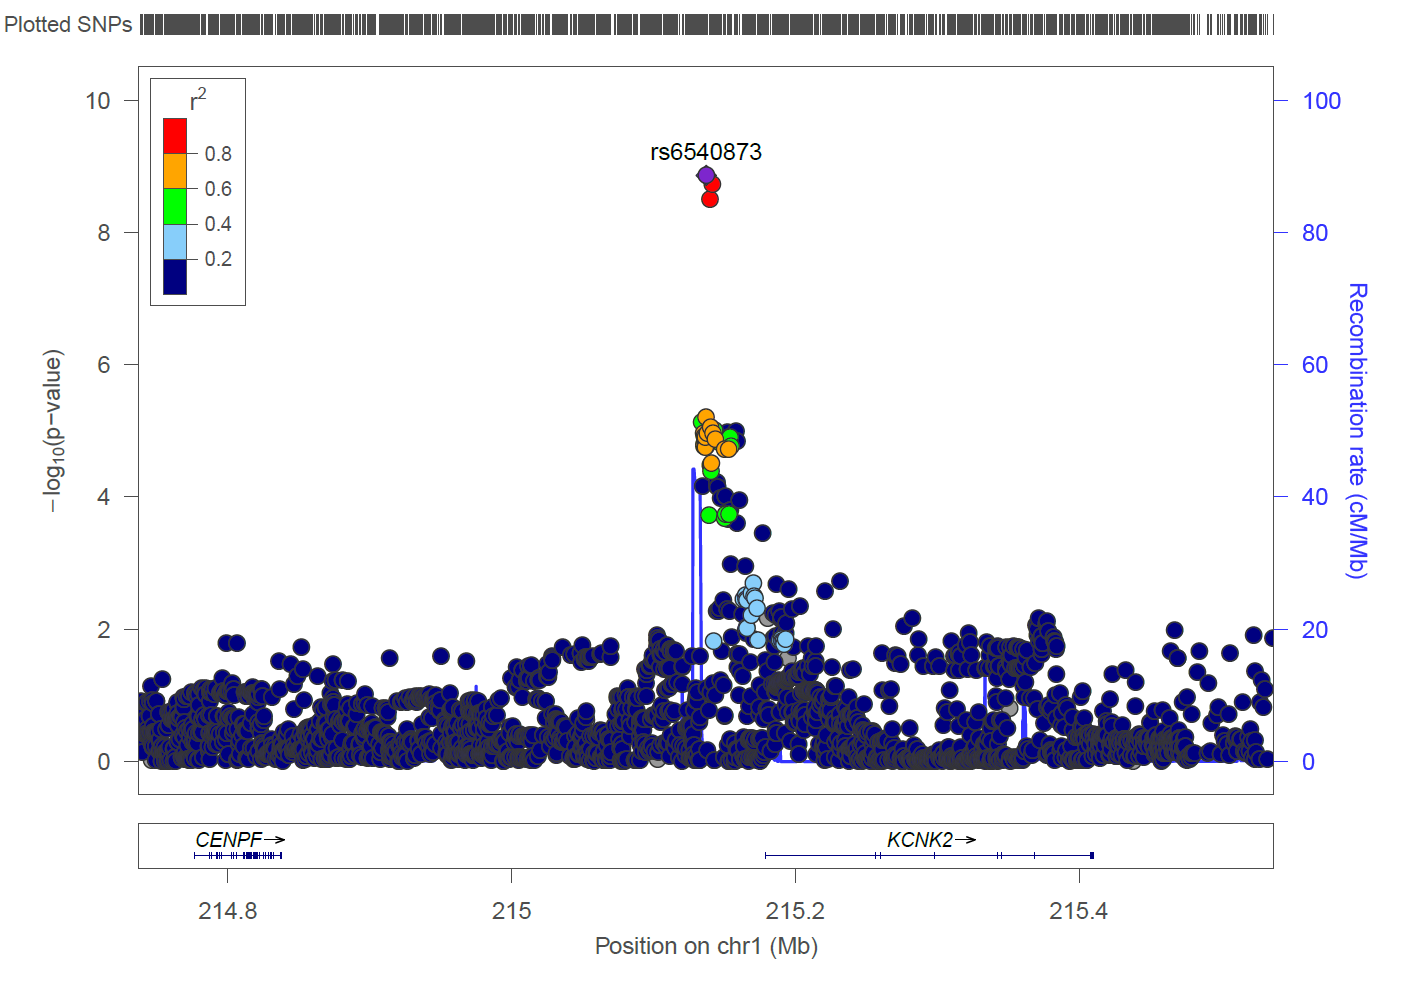 Plotted SNPs
r2
0.8
0.6
0.4
0.2
rs6540873
10
8
6
4
2
0
−log10(p−value)
100
80
60
40
20
0
Recombination rate (cM/Mb)
CENPF→
KCNK2→
214.8
215
215.2
215.4
Position on chr1 (Mb)